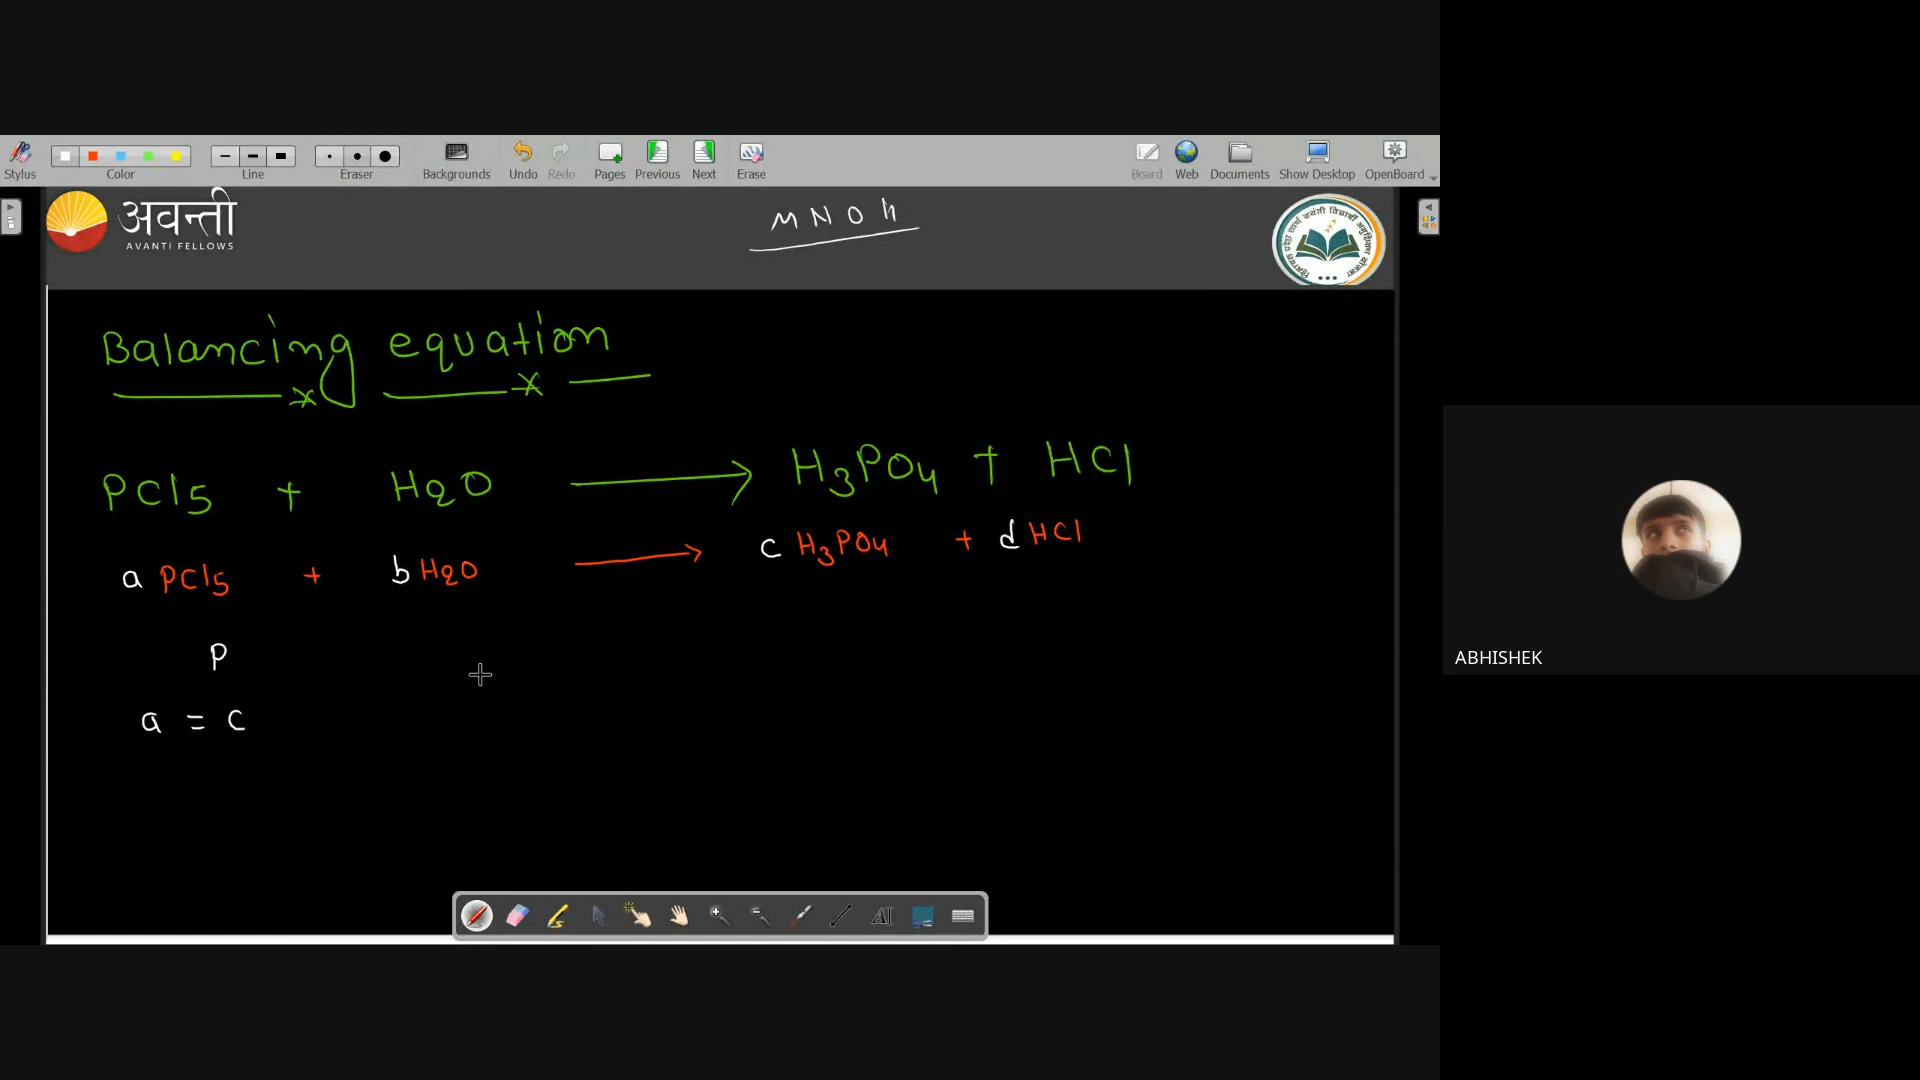 Stylus Color Line Eraser Backgrounds Undo Redo Pages Previous Next Erase Board Web Documents Show Desktop OpenBoard
अवन्ती
AVANTI FELLOWS
M N O H
Balancing equation
PCl5 + H2O → H3PO4 + HCl
a PCl5 + b H2O → c H3PO4 + d HCl
P
a = c
ABHISHEK